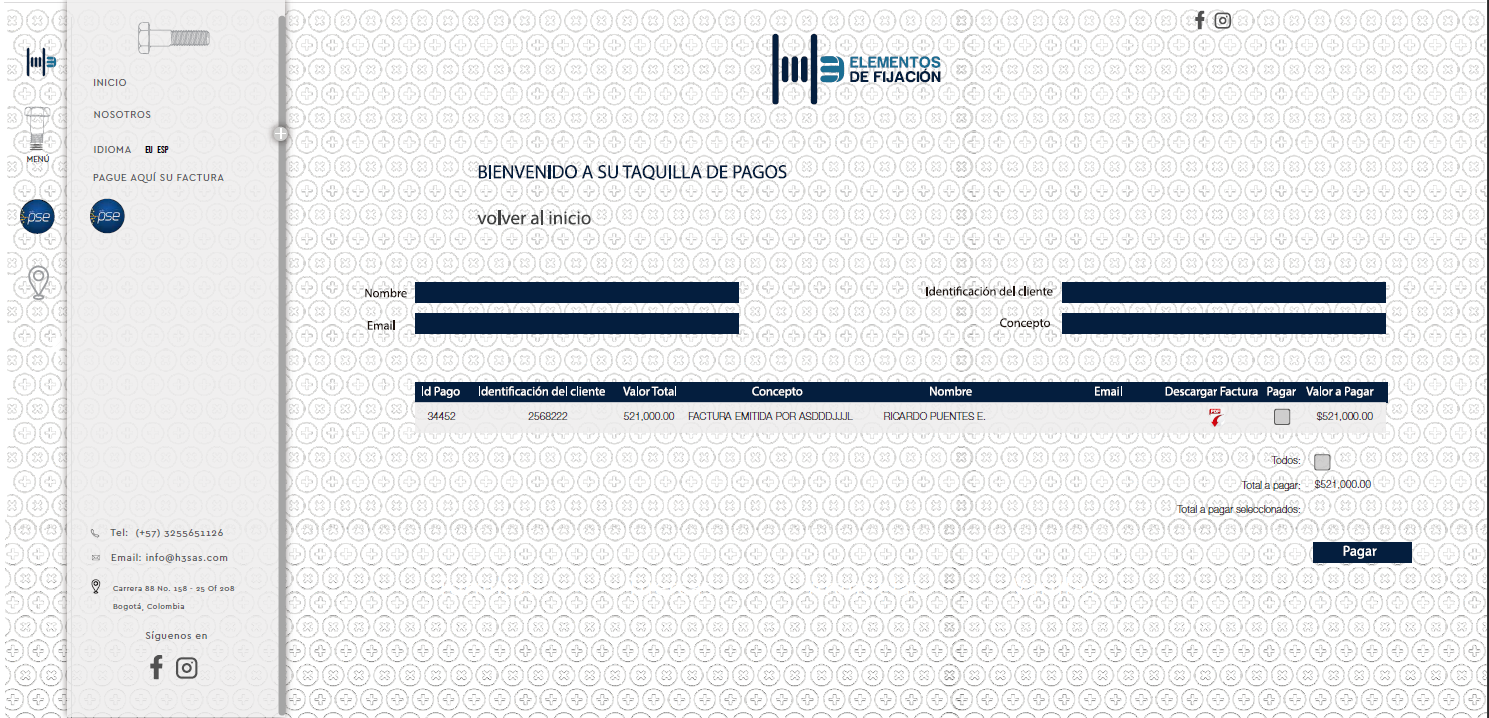 ELEMENTOS
DE FIJACIÓN
INICIO
NOSOTROS
IDIOMA EU ESP
PAGUE AQUÍ SU FACTURA
MENÚ
pse
pse
BIENVENIDO A SU TAQUILLA DE PAGOS
volver al inicio
Nombre
Identificación del cliente
Email
Concepto
Id Pago Identificación del cliente Valor Total Concepto Nombre Email Descargar Factura Pagar Valor a Pagar
34452 2568222 521,000.00 FACTURA EMITIDA POR ASDDDJJJL RICARDO PUENTES E. PDF $521,000.00
Todos:
Total a pagar: $521,000.00
Total a pagar seleccionados:
Pagar
Tel: (+57) 3255651126
Email: info@h3sas.com
Carrera 88 No. 158 - 25 Of 208
Bogotá, Colombia
Síguenos en